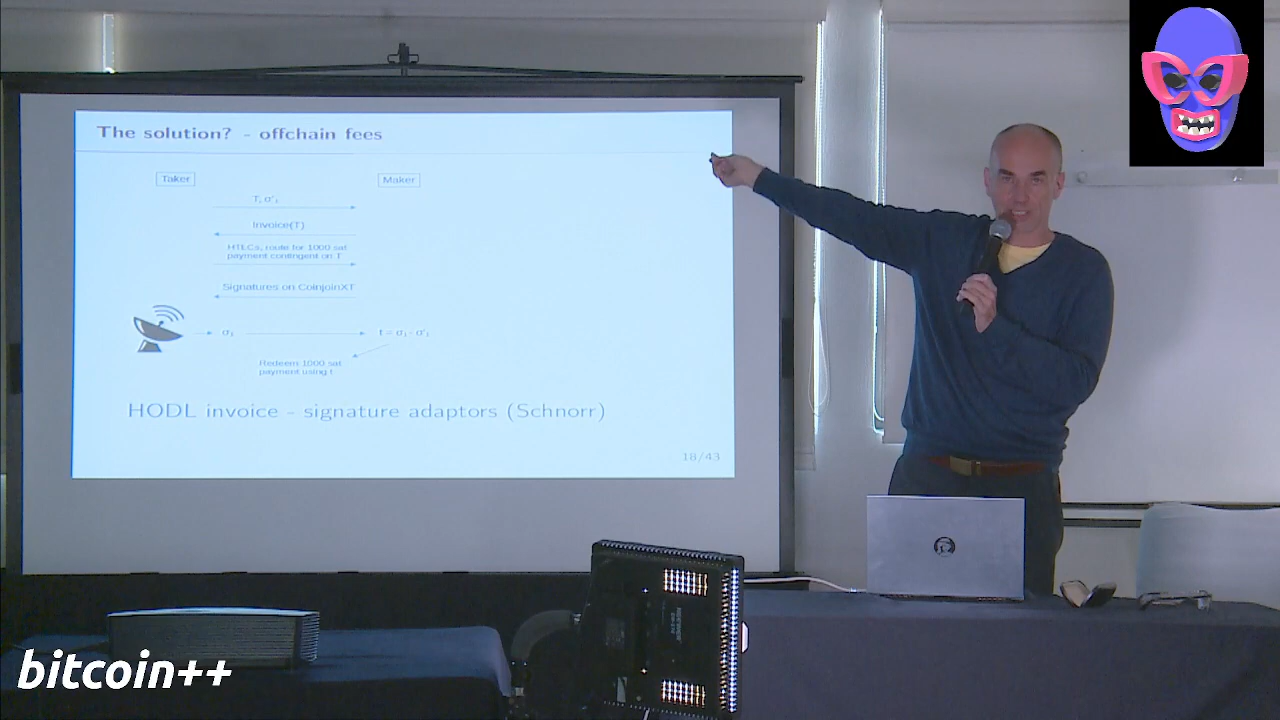 The solution? - offchain fees
Taker
Maker
T, σ'₁
Invoice(T)
HTLCs, route for 1000 sat
payment contingent on T
Signatures on CoinjoinXT
σ₁
t = σ₁ - σ'₁
Redeem 1000 sat
payment using t
HODL invoice - signature adaptors (Schnorr)
18/43
bitcoin++